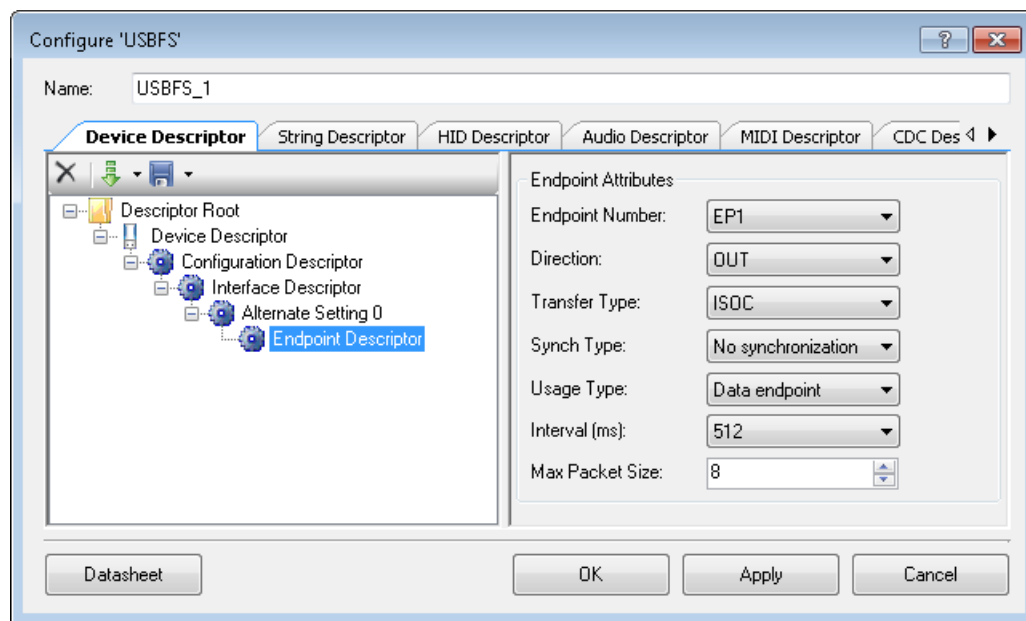 Configure 'USBFS'
?
Name: USBFS_1
Device Descriptor String Descriptor HID Descriptor Audio Descriptor MIDI Descriptor CDC Des
Descriptor Root
Device Descriptor
Configuration Descriptor
Interface Descriptor
Alternate Setting 0
Endpoint Descriptor
Endpoint Attributes
Endpoint Number: EP1
Direction: OUT
Transfer Type: ISOC
Synch Type: No synchronization
Usage Type: Data endpoint
Interval (ms): 512
Max Packet Size: 8
Datasheet OK Apply Cancel